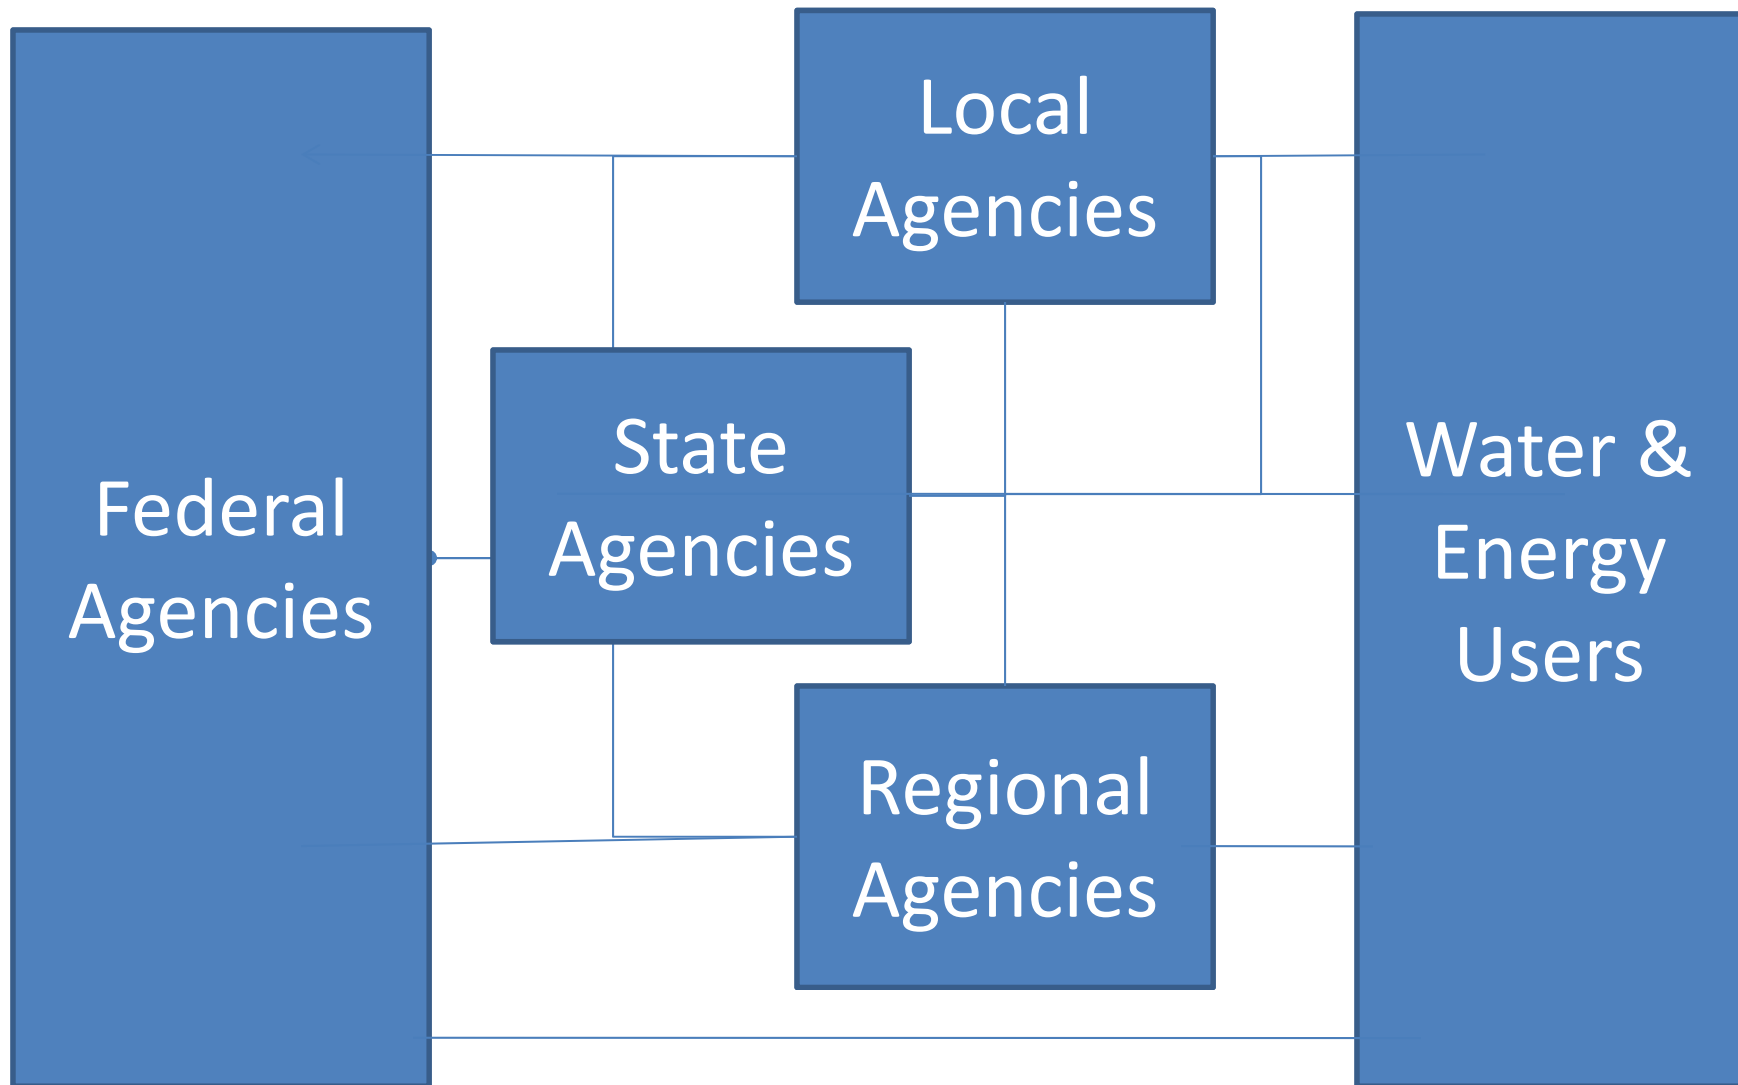 Federal
Agencies
Local
Agencies
State
Agencies
Regional
Agencies
Water &
Energy
Users